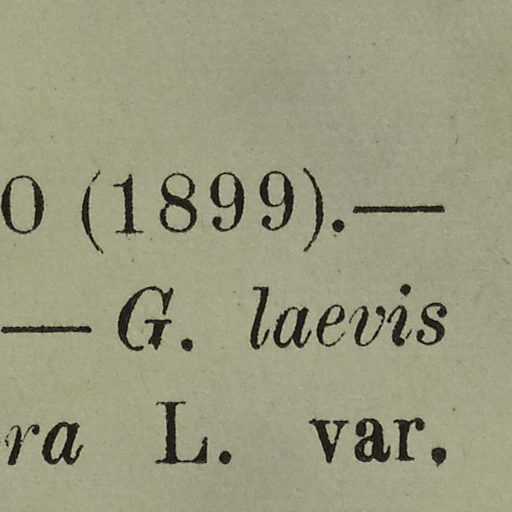 0 (1899).—
— G. laevis
ra L. var.